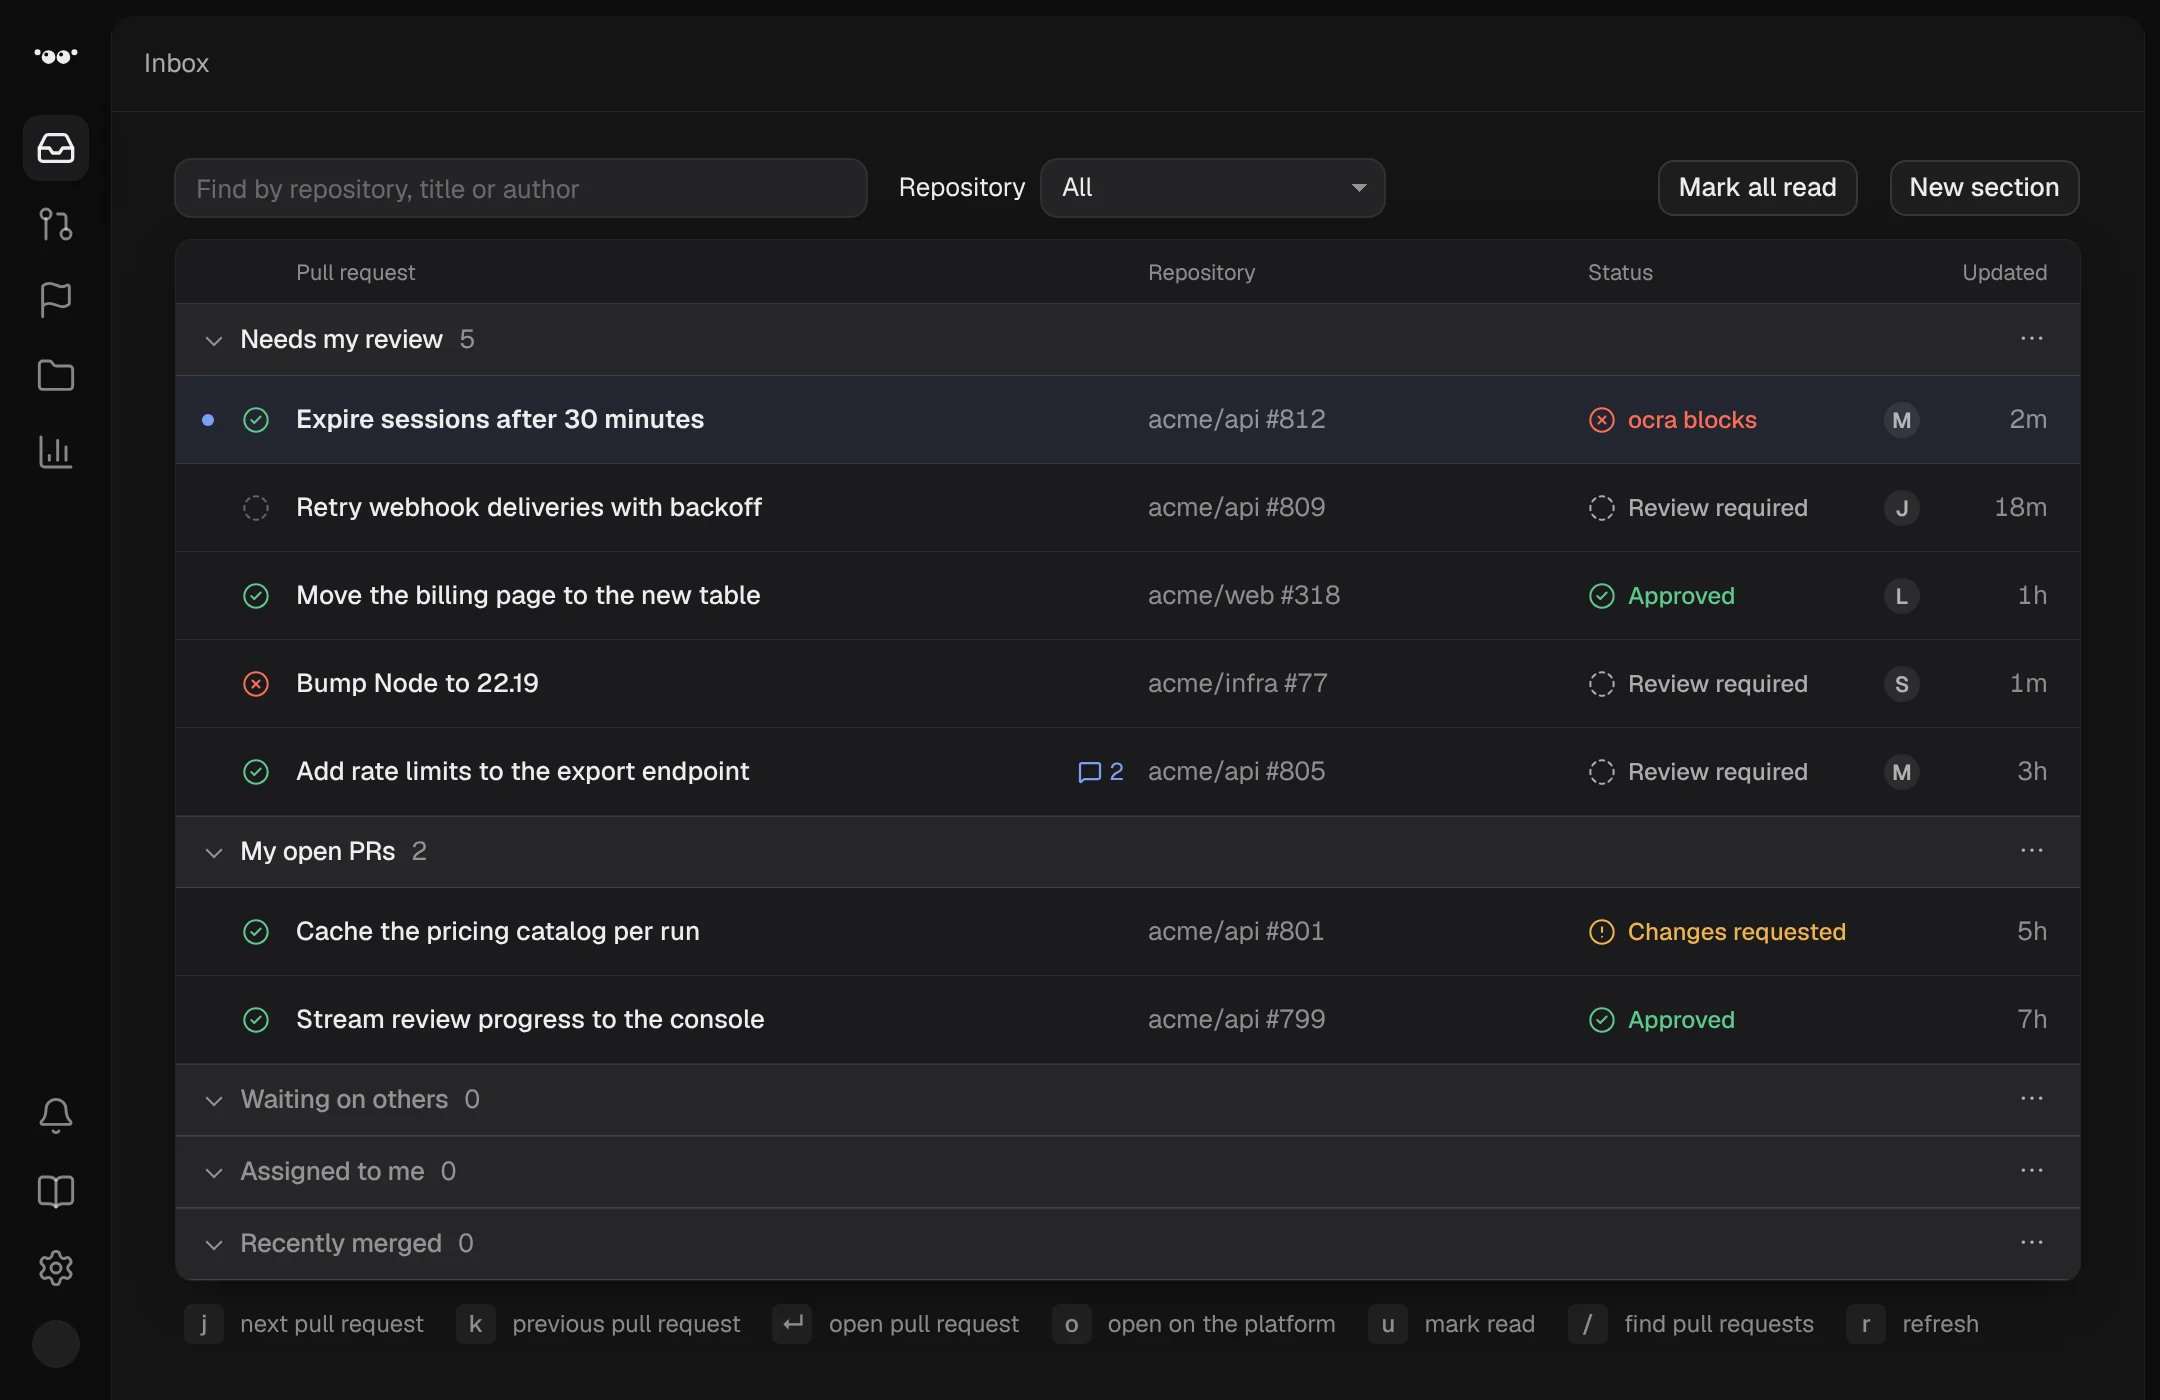 Inbox
Find by repository, title or author
Repository
All
Mark all read
New section
Pull request Repository Status Updated
Needs my review 5
Expire sessions after 30 minutes acme/api #812 ocra blocks M 2m
Retry webhook deliveries with backoff acme/api #809 Review required J 18m
Move the billing page to the new table acme/web #318 Approved L 1h
Bump Node to 22.19 acme/infra #77 Review required S 1m
Add rate limits to the export endpoint 2 acme/api #805 Review required M 3h
My open PRs 2
Cache the pricing catalog per run acme/api #801 Changes requested 5h
Stream review progress to the console acme/api #799 Approved 7h
Waiting on others 0
Assigned to me 0
Recently merged 0
j next pull request k previous pull request ↵ open pull request o open on the platform u mark read / find pull requests r refresh